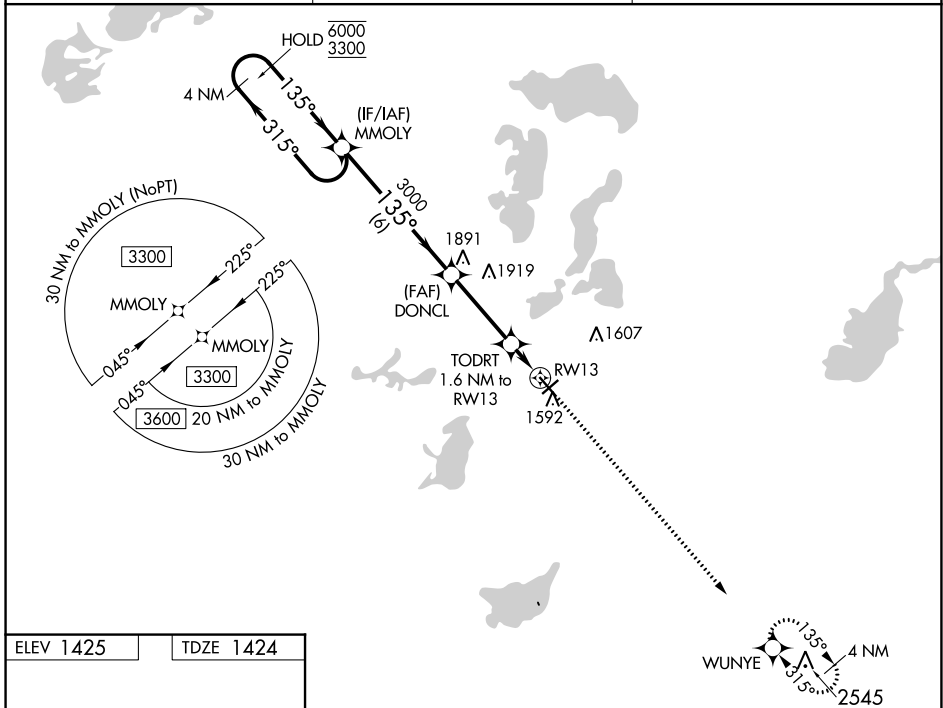 HOLD 6000
3300
4 NM
135°
315°
(IF/IAF)
MMOLY
3000
135°
(6)
30 NM to MMOLY (NoPT)
3300
225°
225°
MMOLY
MMOLY
045°
045°
3300
3600
20 NM to MMOLY
30 NM to MMOLY
1891
1919
(FAF)
DONCL
1607
TODRT
1.6 NM to
RW13
RW13
1592
ELEV 1425
TDZE 1424
WUNYE
135°
315°
4 NM
2545